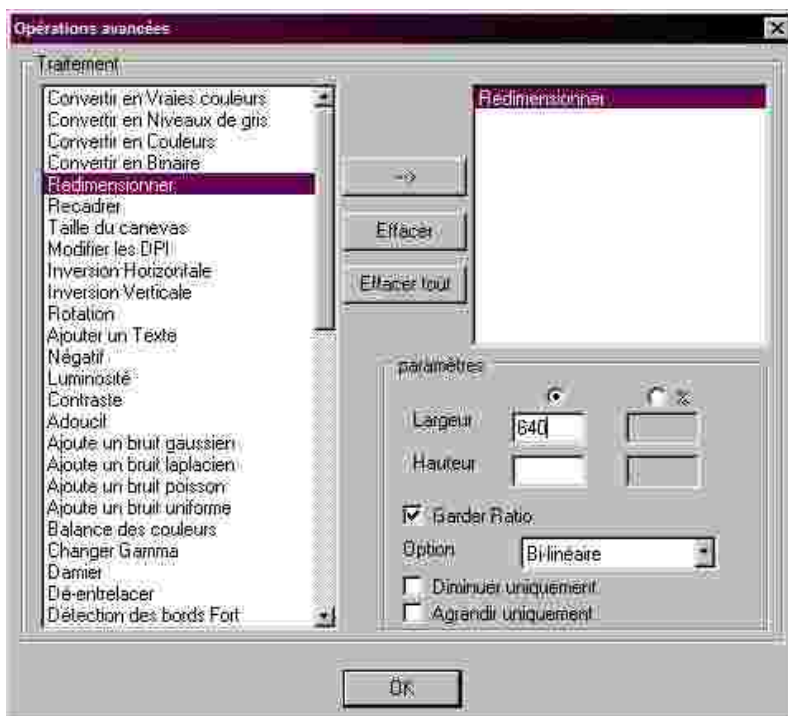 Opérations avancées
Traitement
Convertir en Vraies couleurs
Convertir en Niveaux de gris
Convertir en Couleurs
Convertir en Binaire
Redimensionner
Recadrer
Taille du canevas
Modifier les DPI
Inversion Horizontale
Inversion Verticale
Rotation
Ajouter un Texte
Négatif
Luminosité
Contraste
Adoucit
Ajoute un bruit gaussien
Ajoute un bruit laplacien
Ajoute un bruit poisson
Ajoute un bruit uniforme
Balance des couleurs
Changer Gamma
Damier
Dé-entrelacer
Détection des bords Fort
-->
Effacer
Effacer tout
Redimensionner
paramètres
%
Largeur 640
Hauteur
Garder Ratio
Option Bi-linéaire
Diminuer uniquement
Agrandir uniquement
OK